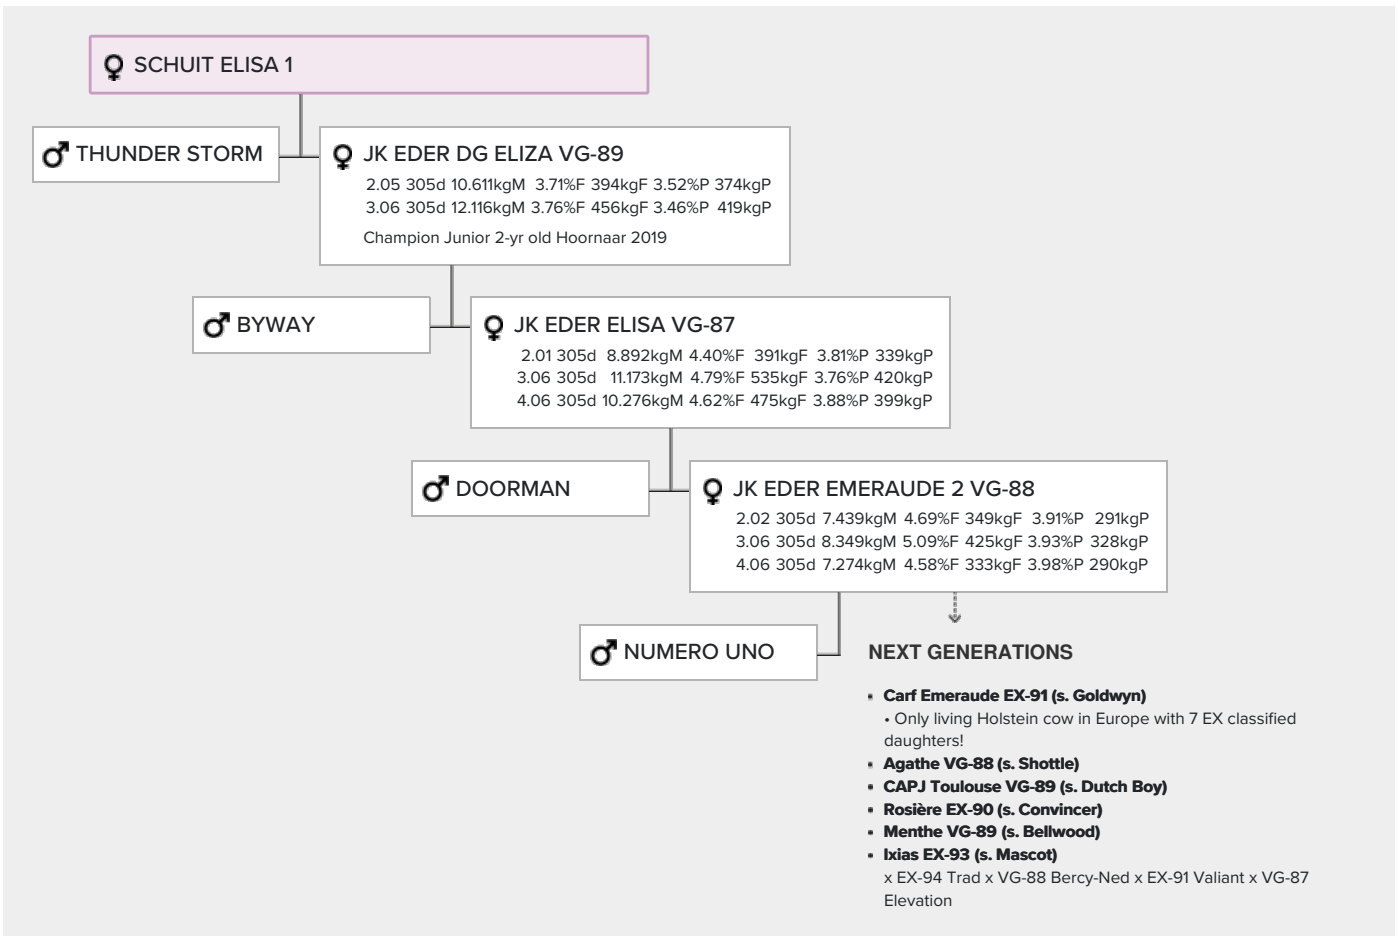 SCHUIT ELISA 1
THUNDER STORM
JK EDER DG ELIZA VG-89
2.05 305d 10.611kgM 3.71%F 394kgF 3.52%P 374kgP
3.06 305d 12.116kgM 3.76%F 456kgF 3.46%P 419kgP
Champion Junior 2-yr old Hoornaar 2019
BYWAY
JK EDER ELISA VG-87
2.01 305d 8.892kgM 4.40%F 391kgF 3.81%P 339kgP
3.06 305d 11.173kgM 4.79%F 535kgF 3.76%P 420kgP
4.06 305d 10.276kgM 4.62%F 475kgF 3.88%P 399kgP
DOORMAN
JK EDER EMERAUDE 2 VG-88
2.02 305d 7.439kgM 4.69%F 349kgF 3.91%P 291kgP
3.06 305d 8.349kgM 5.09%F 425kgF 3.93%P 328kgP
4.06 305d 7.274kgM 4.58%F 333kgF 3.98%P 290kgP
NUMERO UNO
NEXT GENERATIONS
▪ Carf Emeraude EX-91 (s. Goldwyn)
• Only living Holstein cow in Europe with 7 EX classified
daughters!
▪ Agathe VG-88 (s. Shottle)
▪ CAPJ Toulouse VG-89 (s. Dutch Boy)
▪ Rosière EX-90 (s. Convincer)
▪ Menthe VG-89 (s. Bellwood)
▪ Ixias EX-93 (s. Mascot)
x EX-94 Trad x VG-88 Bercy-Ned x EX-91 Valiant x VG-87
Elevation